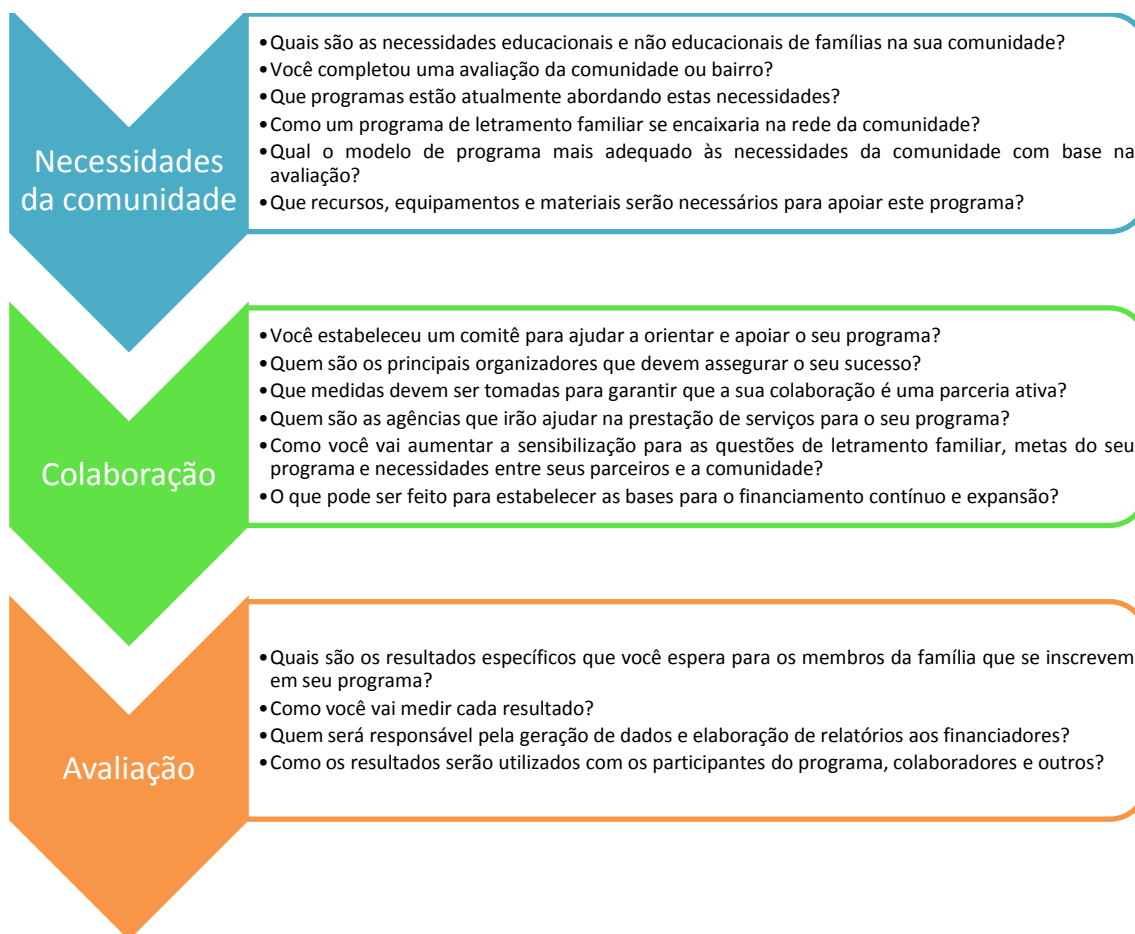 Necessidades
da comunidade
•Quais são as necessidades educacionais e não educacionais de famílias na sua comunidade?
•Você completou uma avaliação da comunidade ou bairro?
•Que programas estão atualmente abordando estas necessidades?
•Como um programa de letramento familiar se encaixaria na rede da comunidade?
•Qual o modelo de programa mais adequado às necessidades da comunidade com base na
avaliação?
•Que recursos, equipamentos e materiais serão necessários para apoiar este programa?
Colaboração
•Você estabeleceu um comitê para ajudar a orientar e apoiar o seu programa?
•Quem são os principais organizadores que devem assegurar o seu sucesso?
•Que medidas devem ser tomadas para garantir que a sua colaboração é uma parceria ativa?
•Quem são as agências que irão ajudar na prestação de serviços para o seu programa?
•Como você vai aumentar a sensibilização para as questões de letramento familiar, metas do seu
programa e necessidades entre seus parceiros e a comunidade?
•O que pode ser feito para estabelecer as bases para o financiamento contínuo e expansão?
Avaliação
•Quais são os resultados específicos que você espera para os membros da família que se inscrevem
em seu programa?
•Como você vai medir cada resultado?
•Quem será responsável pela geração de dados e elaboração de relatórios aos financiadores?
•Como os resultados serão utilizados com os participantes do programa, colaboradores e outros?